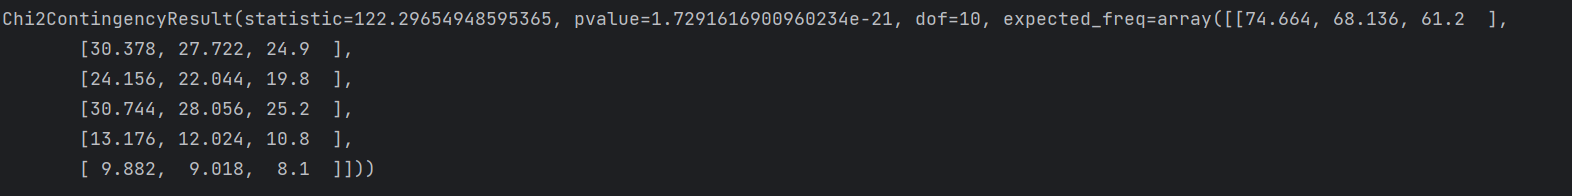 Chi2ContingencyResult(statistic=122.29654948595365, pvalue=1.7291616900960234e-21, dof=10, expected_freq=array([[74.664, 68.136, 61.2  ],
       [30.378, 27.722, 24.9  ],
       [24.156, 22.044, 19.8  ],
       [30.744, 28.056, 25.2  ],
       [13.176, 12.024, 10.8  ],
       [ 9.882,  9.018,  8.1  ]]))